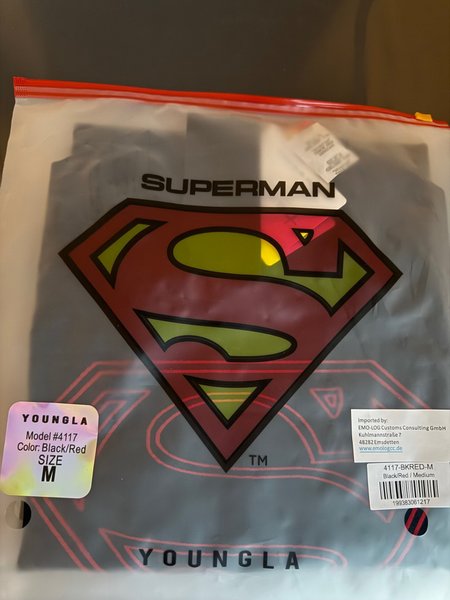 SUPERMAN
S
TM
YOUNGLA
Model #4117
Color: Black/Red
SIZE
M
Imported by:
EMO-LOG Customs Consulting GmbH
Kuhlmannstraße 7
48282 Emsdetten
www.emologcc.de
4117-BKRED-M
Black/Red / Medium
199383061217
YOUNGLA